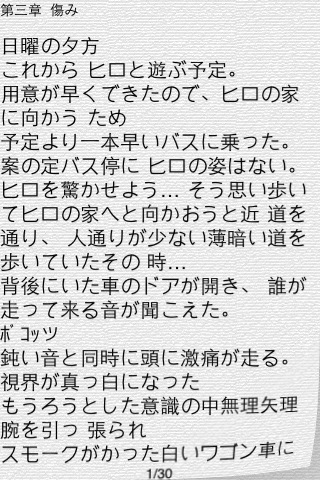 第三章 傷み
日曜の夕方
これから ヒロと遊ぶ予定。
用意が早くできたので、ヒロの家
に向かう ため
予定より一本早いバスに乗った。
案の定バス停に ヒロの姿はない。
ヒロを驚かせよう… そう思い歩い
てヒロの家へと向かおうと近 道を
通り、 人通りが少ない薄暗い道を
歩いていたその 時…
背後にいた車のドアが開き、 誰が
走って来る音が聞こえた。
ﾎﾞｺｯツ
鈍い音と同時に頭に激痛が走る。
視界が真っ白になった
もうろうとした意識の中無理矢理
腕を引っ 張られ
スモークがかった白いワゴン車に
1/30